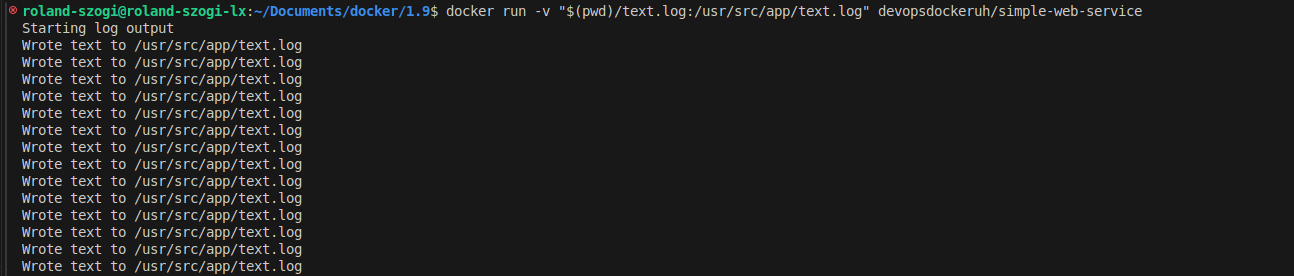 roland-szogi@roland-szogi-lx:~/Documents/docker/1.9$ docker run -v "$(pwd)/text.log:/usr/src/app/text.log" devopsdockeruh/simple-web-service
Starting log output
Wrote text to /usr/src/app/text.log
Wrote text to /usr/src/app/text.log
Wrote text to /usr/src/app/text.log
Wrote text to /usr/src/app/text.log
Wrote text to /usr/src/app/text.log
Wrote text to /usr/src/app/text.log
Wrote text to /usr/src/app/text.log
Wrote text to /usr/src/app/text.log
Wrote text to /usr/src/app/text.log
Wrote text to /usr/src/app/text.log
Wrote text to /usr/src/app/text.log
Wrote text to /usr/src/app/text.log
Wrote text to /usr/src/app/text.log
Wrote text to /usr/src/app/text.log